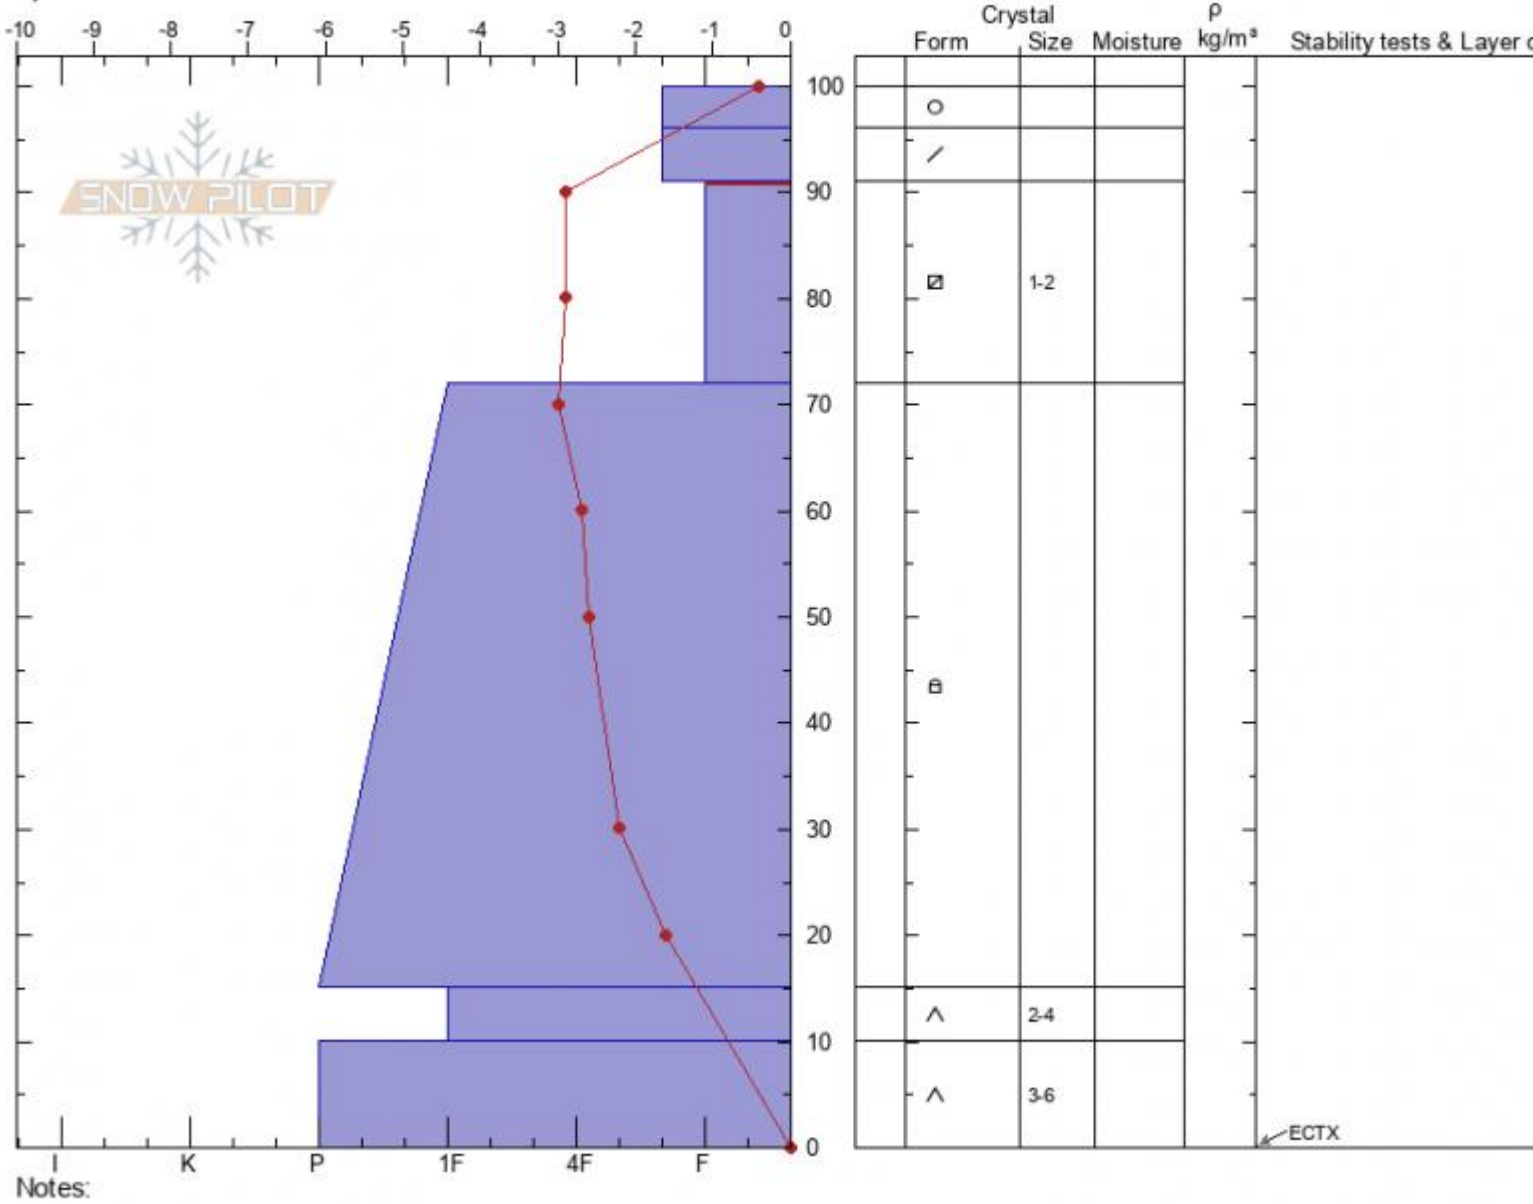 -10 -9 -8 -7 -6 -5 -4 -3 -2 -1 0
Crystal
ρ
Form Size Moisture kg/m³ Stability tests & Layer c
100
SNOW PILOT
90
80
1-2
70
60
50
40
30
20
2-4
10
3-6
ECTX
0
I K P 1F 4F F
Notes: